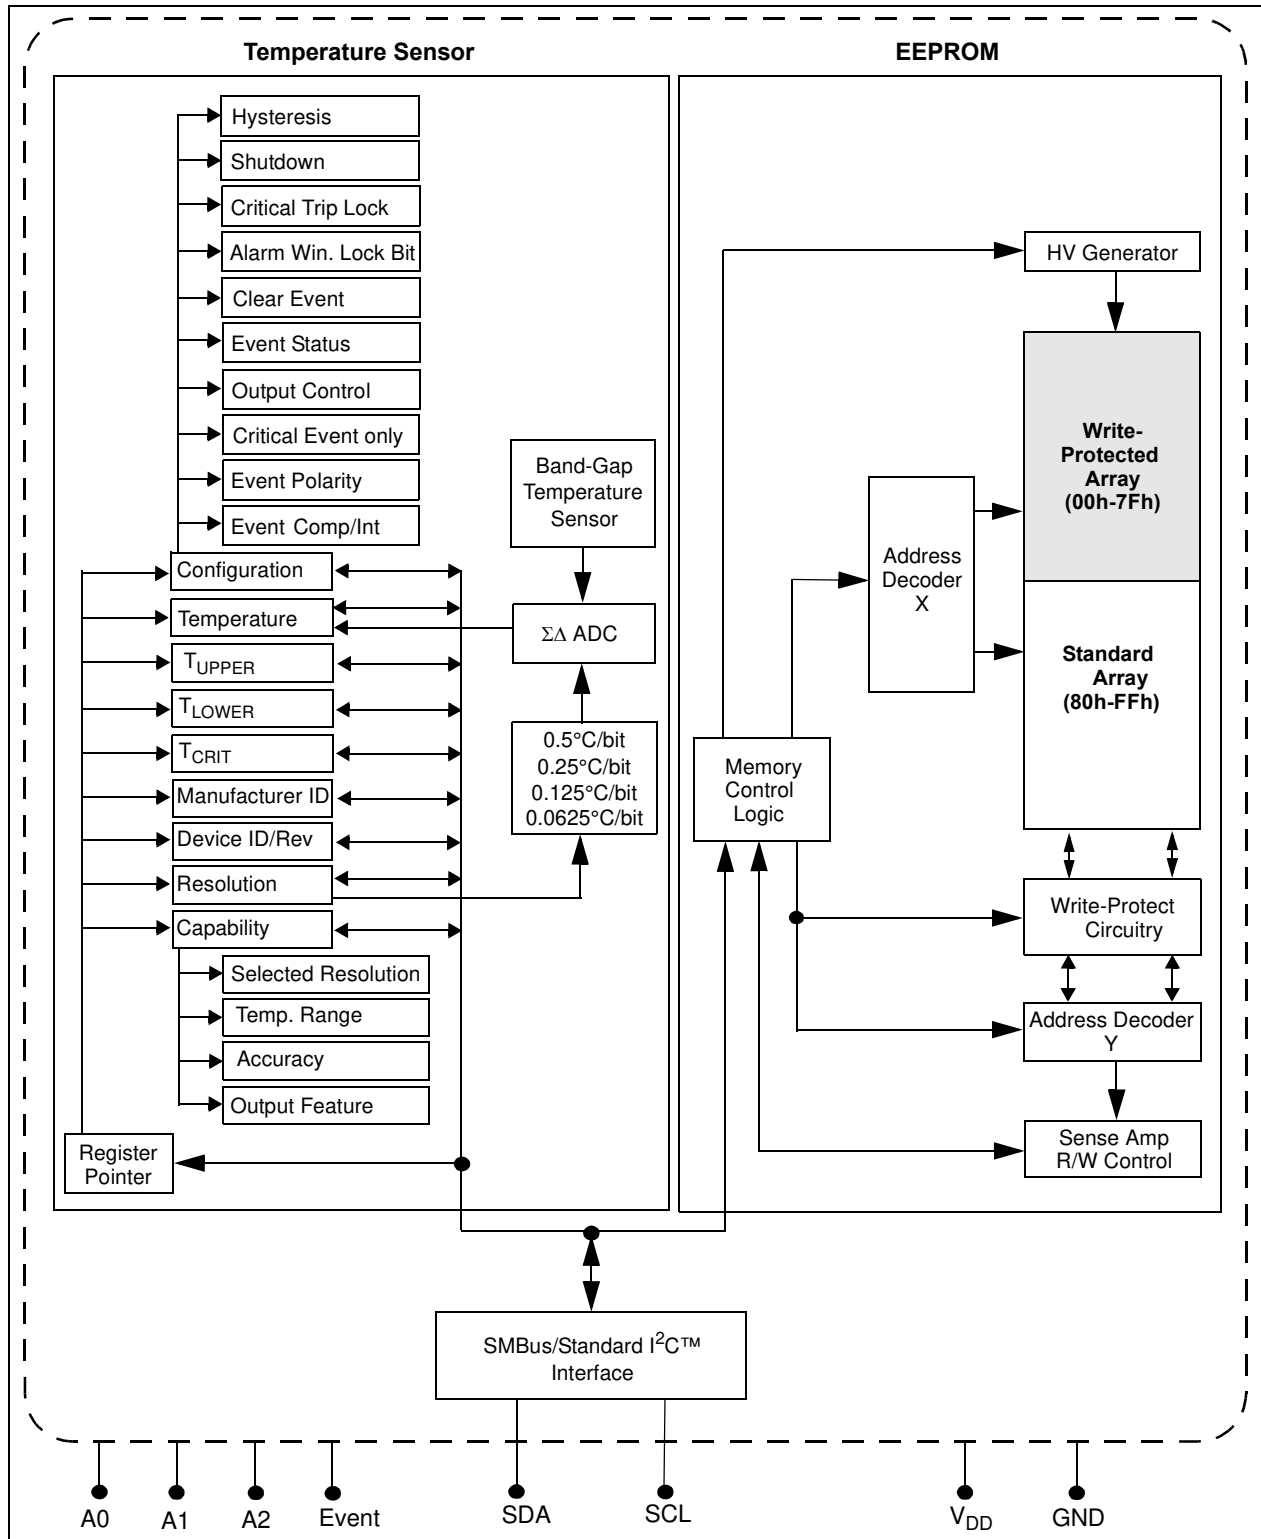 Temperature Sensor
Hysteresis
Shutdown
Critical Trip Lock
Alarm Win. Lock Bit
Clear Event
Event Status
Output Control
Critical Event only
Event Polarity
Event Comp/Int
Configuration
Temperature
TUPPER
TLOWER
TCRIT
Manufacturer ID
Device ID/Rev
Resolution
Capability
Selected Resolution
Temp. Range
Accuracy
Output Feature
Register
Pointer
Band-Gap
Temperature
Sensor
ΣΔ ADC
0.5°C/bit
0.25°C/bit
0.125°C/bit
0.0625°C/bit
EEPROM
HV Generator
Write-
Protected
Array
(00h-7Fh)
Address
Decoder
X
Standard
Array
(80h-FFh)
Memory
Control
Logic
Write-Protect
Circuitry
Address Decoder
Y
Sense Amp
R/W Control
SMBus/Standard I²C™
Interface
A0
A1
A2
Event
SDA
SCL
VDD
GND